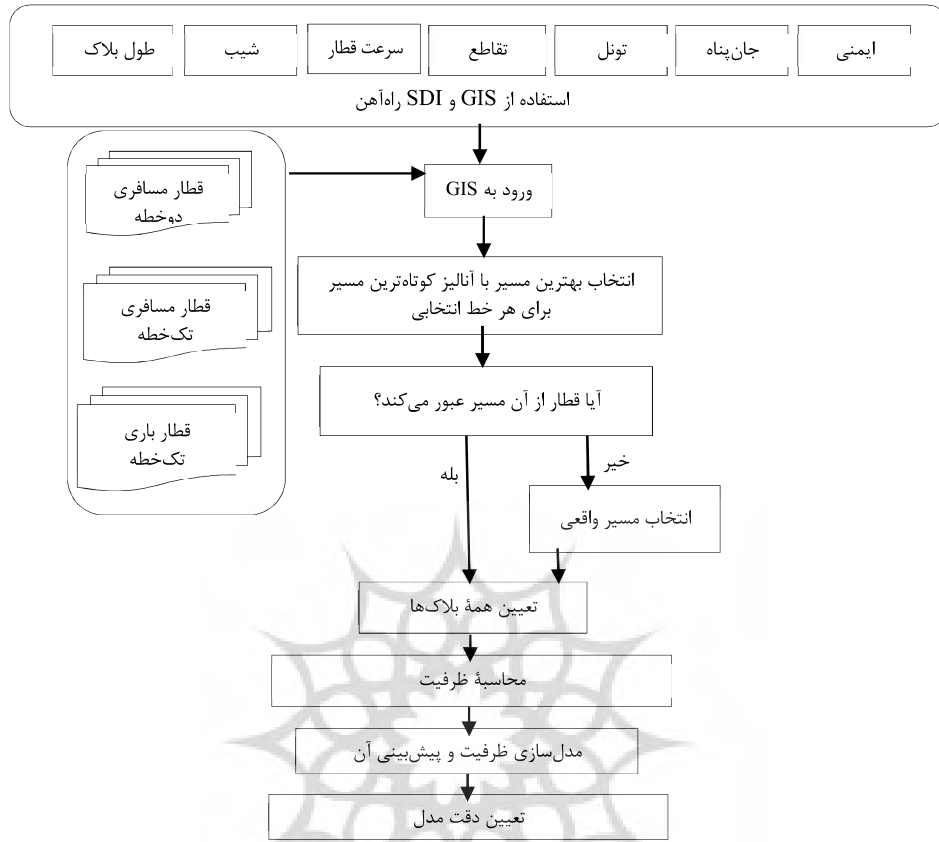 ایمنی
جان‌پناه
تونل
تقاطع
سرعت قطار
شیب
طول بلاک
استفاده از GIS و SDI راه‌آهن
قطار مسافری
دوخطه
قطار مسافری
تک‌خطه
قطار باری
تک‌خطه
ورود به GIS
انتخاب بهترین مسیر با آنالیز کوتاه‌ترین مسیر
برای هر خط انتخابی
آیا قطار از آن مسیر عبور می‌کند؟
خیر
بله
انتخاب مسیر واقعی
تعیین همۀ بلاک‌ها
محاسبۀ ظرفیت
مدل‌سازی ظرفیت و پیش‌بینی آن
تعیین دقت مدل